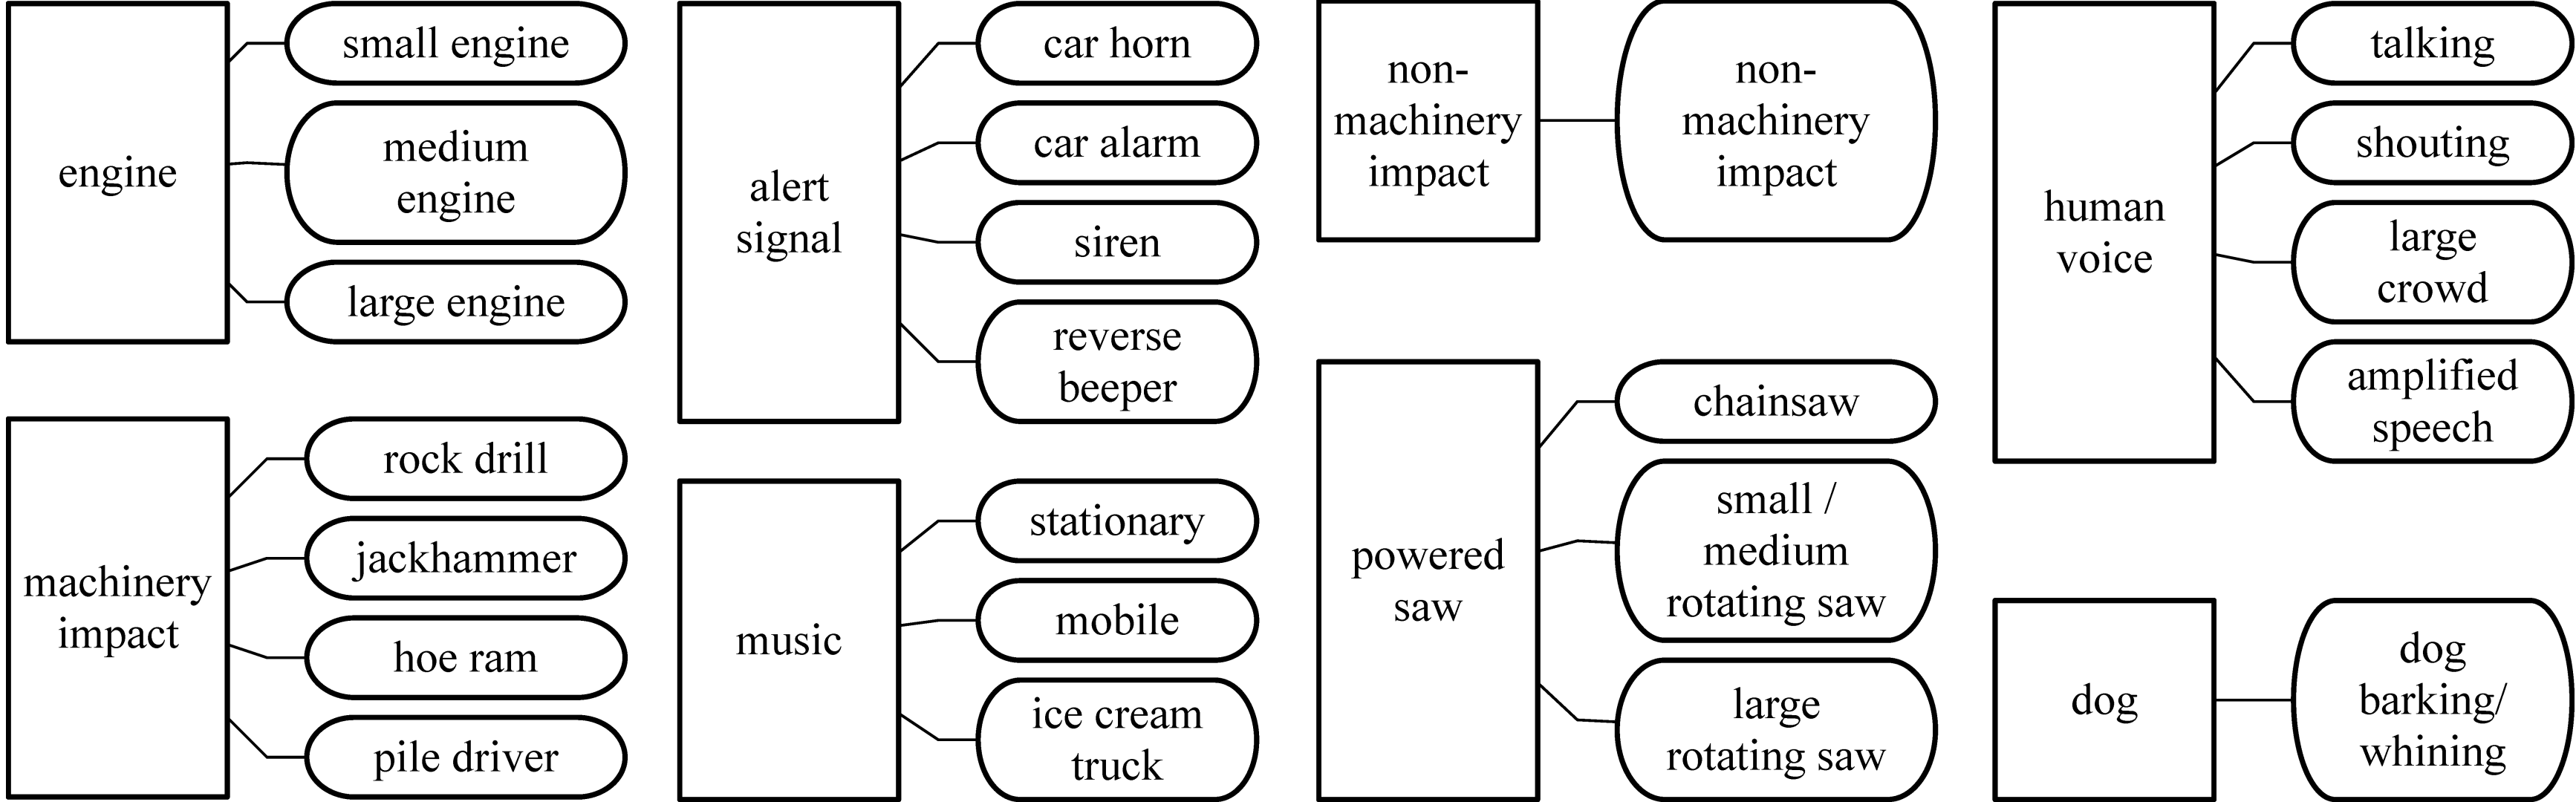 engine
small engine
medium
engine
large engine
machinery
impact
rock drill
jackhammer
hoe ram
pile driver
alert
signal
car horn
car alarm
siren
reverse
beeper
music
stationary
mobile
ice cream
truck
non-
machinery
impact
non-
machinery
impact
powered
saw
chainsaw
small /
medium
rotating saw
large
rotating saw
human
voice
talking
shouting
large
crowd
amplified
speech
dog
dog
barking/
whining